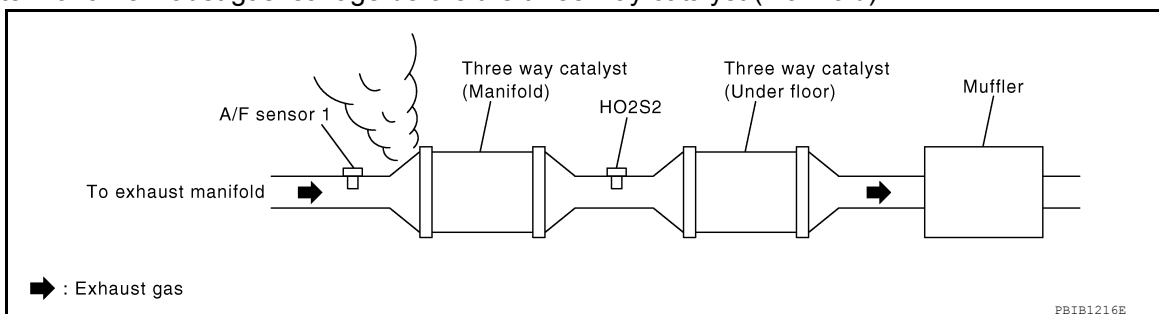 Three way catalyst
(Manifold)
Three way catalyst
(Under floor)
Muffler
A/F sensor 1
HO2S2
To exhaust manifold
: Exhaust gas
PBIB1216E